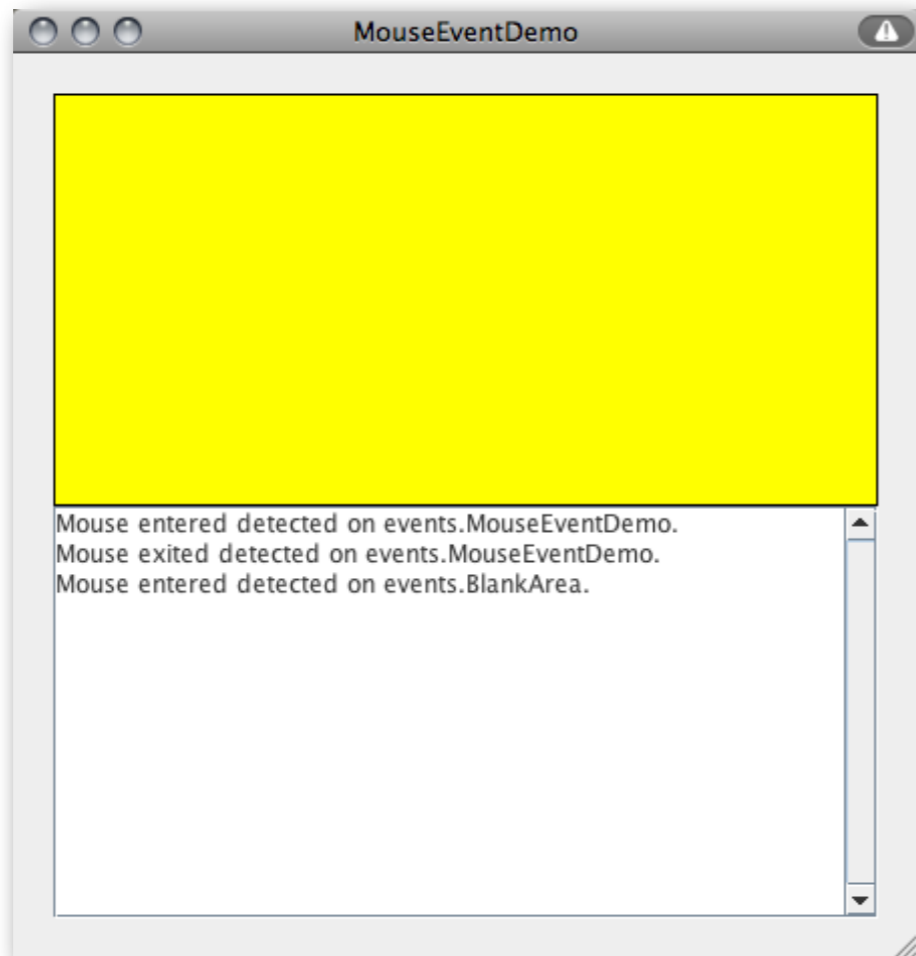 MouseEventDemo
Mouse entered detected on events.MouseEventDemo.
Mouse exited detected on events.MouseEventDemo.
Mouse entered detected on events.BlankArea.